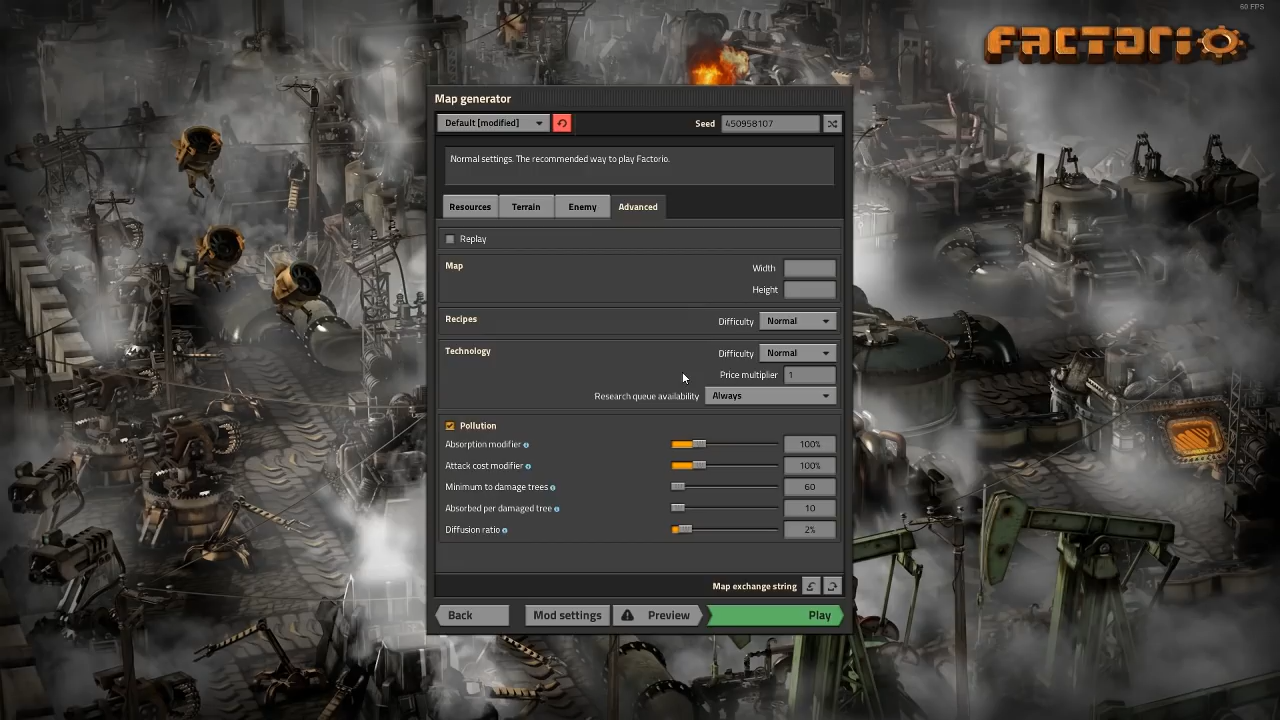 60 FPS
FACTORIO
Map generator
Default [modified] Seed 450958107
Normal settings. The recommended way to play Factorio.
Resources Terrain Enemy Advanced
Replay
Map Width
Height
Recipes Difficulty Normal
Technology Difficulty Normal
Price multiplier 1
Research queue availability Always
Pollution
Absorption modifier 100%
Attack cost modifier 100%
Minimum to damage trees 60
Absorbed per damaged tree 10
Diffusion ratio 2%
Map exchange string
Back Mod settings Preview Play